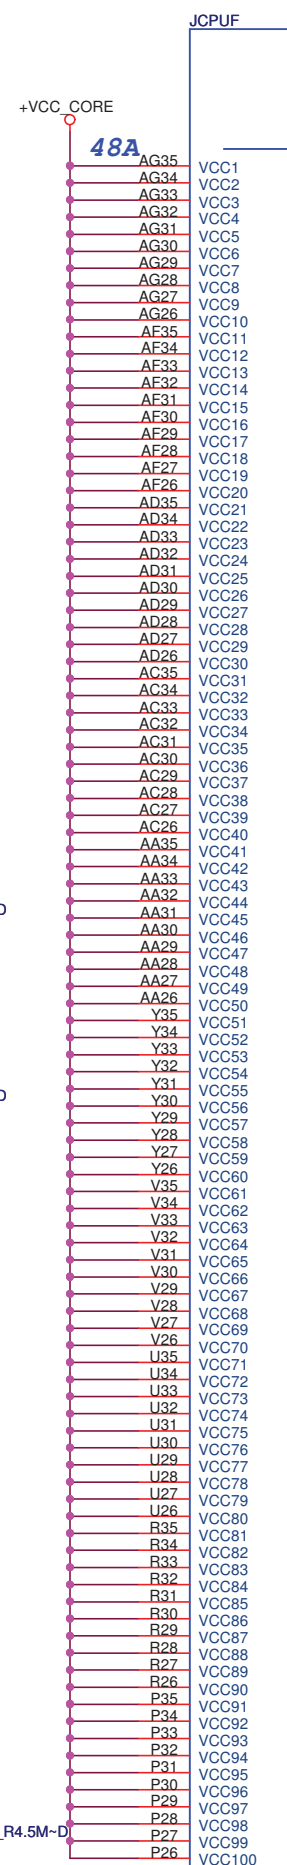 JCPUF
+VCC_CORE
48A
AG35 VCC1
AG34 VCC2
AG33 VCC3
AG32 VCC4
AG31 VCC5
AG30 VCC6
AG29 VCC7
AG28 VCC8
AG27 VCC9
AG26 VCC10
AF35 VCC11
AF34 VCC12
AF33 VCC13
AF32 VCC14
AF31 VCC15
AF30 VCC16
AF29 VCC17
AF28 VCC18
AF27 VCC19
AF26 VCC20
AD35 VCC21
AD34 VCC22
AD33 VCC23
AD32 VCC24
AD31 VCC25
AD30 VCC26
AD29 VCC27
AD28 VCC28
AD27 VCC29
AD26 VCC30
AC35 VCC31
AC34 VCC32
AC33 VCC33
AC32 VCC34
AC31 VCC35
AC30 VCC36
AC29 VCC37
AC28 VCC38
AC27 VCC39
AC26 VCC40
AA35 VCC41
AA34 VCC42
AA33 VCC43
AA32 VCC44
AA31 VCC45
AA30 VCC46
AA29 VCC47
AA28 VCC48
AA27 VCC49
AA26 VCC50
Y35 VCC51
Y34 VCC52
Y33 VCC53
Y32 VCC54
Y31 VCC55
Y30 VCC56
Y29 VCC57
Y28 VCC58
Y27 VCC59
Y26 VCC60
V35 VCC61
V34 VCC62
V33 VCC63
V32 VCC64
V31 VCC65
V30 VCC66
V29 VCC67
V28 VCC68
V27 VCC69
V26 VCC70
U35 VCC71
U34 VCC72
U33 VCC73
U32 VCC74
U31 VCC75
U30 VCC76
U29 VCC77
U28 VCC78
U27 VCC79
U26 VCC80
R35 VCC81
R34 VCC82
R33 VCC83
R32 VCC84
R31 VCC85
R30 VCC86
R29 VCC87
R28 VCC88
R27 VCC89
R26 VCC90
P35 VCC91
P34 VCC92
P33 VCC93
P32 VCC94
P31 VCC95
P30 VCC96
P29 VCC97
P28 VCC98
_R4.5M~D
P27 VCC99
P26 VCC100